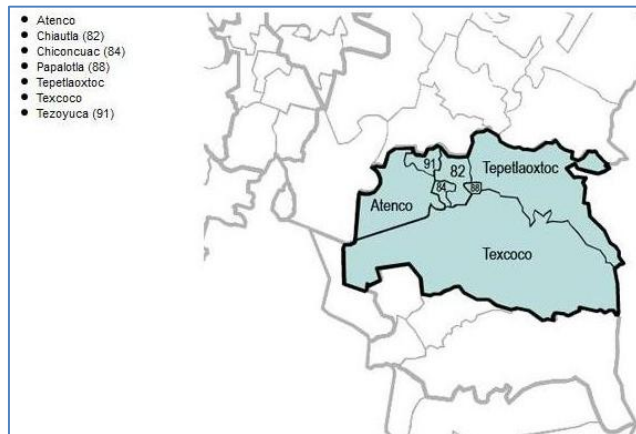 Atenco
Chiautla (82)
Chiconcuac (84)
Papalotla (88)
Tepetlaoxtoc
Texcoco
Tezoyuca (91)
91
82
Tepetlaoxtoc
84
88
Atenco
Texcoco